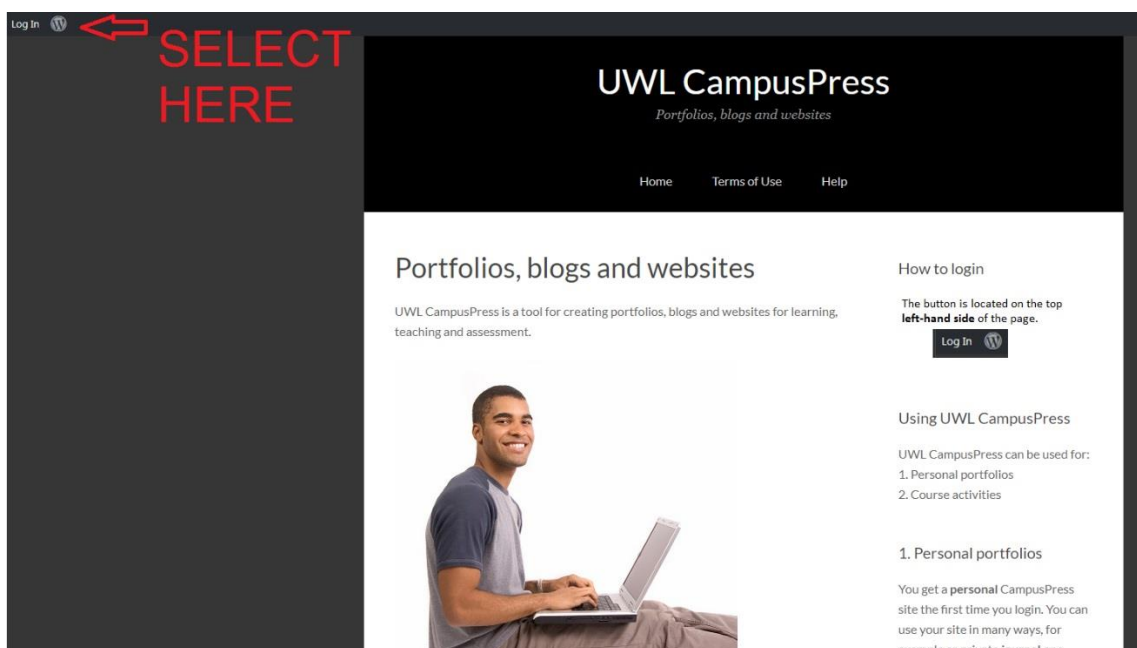 Log In
SELECT
HERE
UWL CampusPress
Portfolios, blogs and websites
Home Terms of Use Help
Portfolios, blogs and websites
UWL CampusPress is a tool for creating portfolios, blogs and websites for learning,
teaching and assessment.
How to login
The button is located on the top
left-hand side of the page.
Log In
Using UWL CampusPress
UWL CampusPress can be used for:
1. Personal portfolios
2. Course activities
1. Personal portfolios
You get a personal CampusPress
site the first time you login. You can
use your site in many ways, for